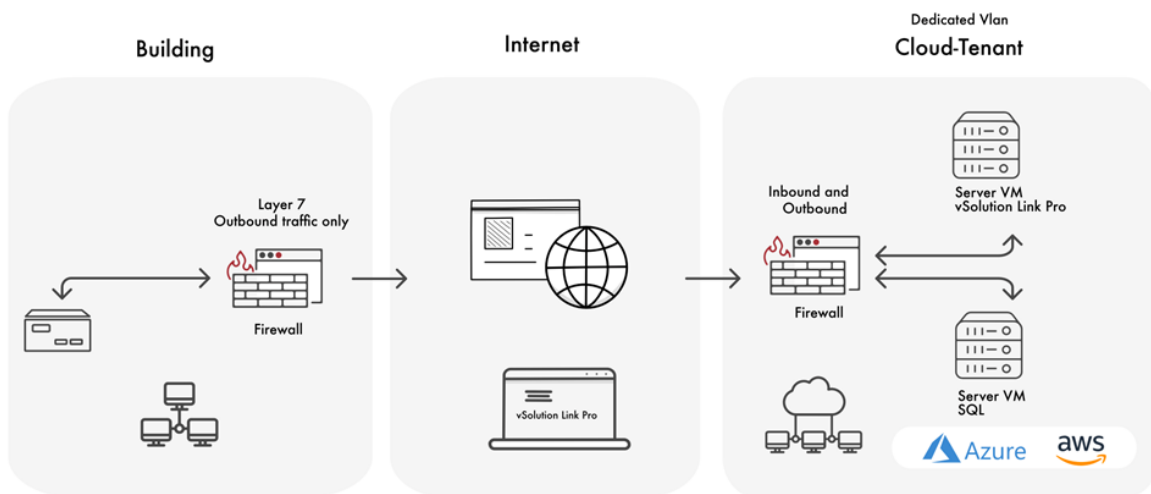 Building
Internet
Dedicated Vlan
Cloud-Tenant
Layer 7
Outbound traffic only
Firewall
vSolution Link Pro
Inbound and
Outbound
Firewall
Server VM
vSolution Link Pro
Server VM
SQL
Azure
aws